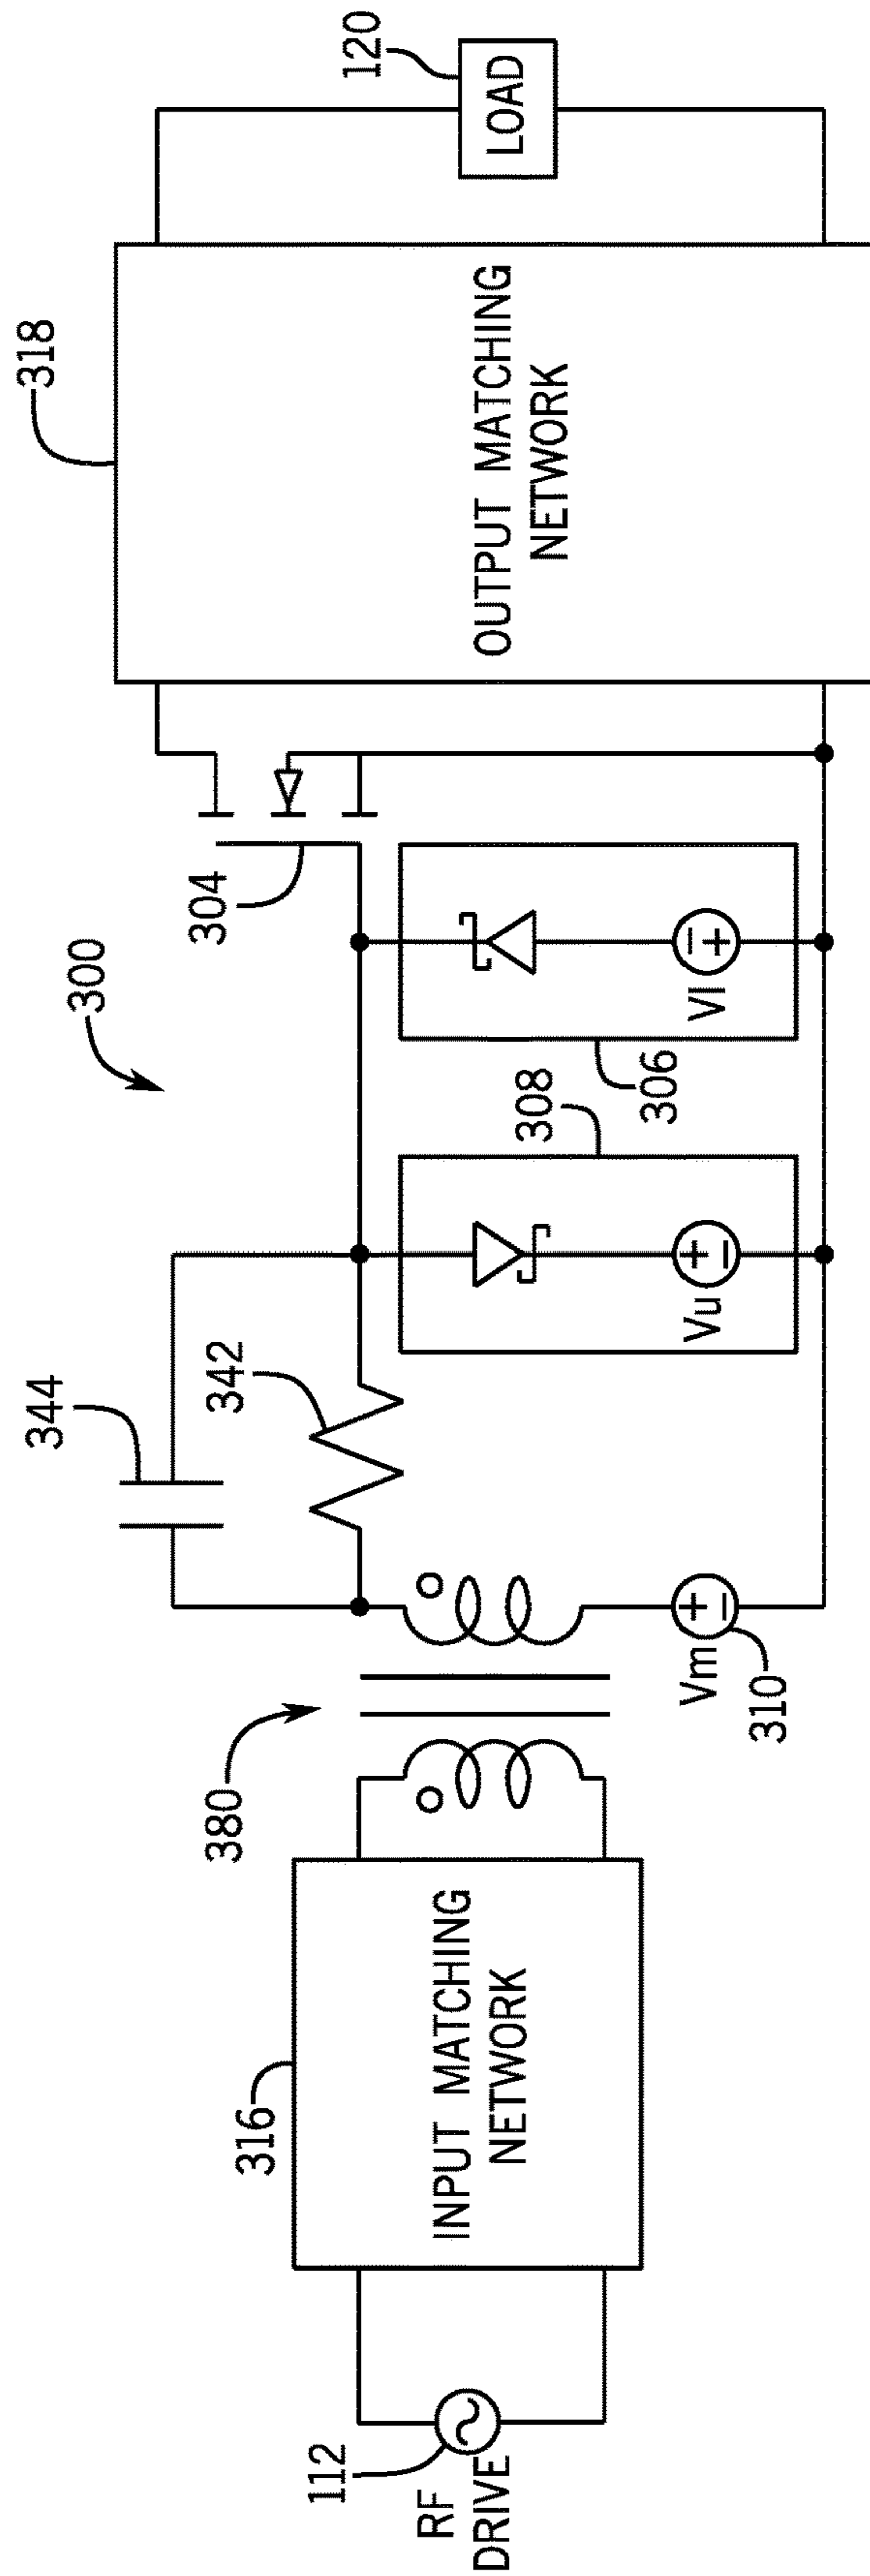 300
112
RF
DRIVE
316
INPUT MATCHING
NETWORK
380
Vm
310
344
342
Vu
308
Vl
306
304
318
OUTPUT MATCHING
NETWORK
120
LOAD